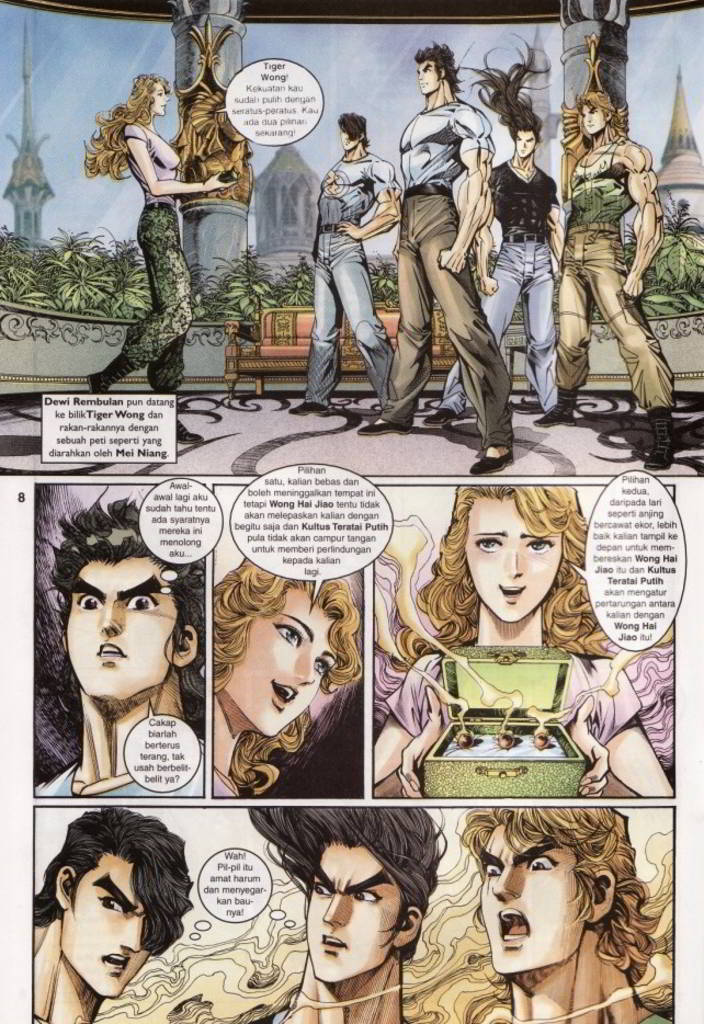 Tiger
Wong!
Kekuatan kau
sudah pulih dengan
seratus-peratus. Kau
ada dua pilihan
sekarang!
Dewi Rembulan pun datang
ke bilik Tiger Wong dan
rakan-rakannya dengan
sebuah peti seperti yang
diarahkan oleh Mei Niang.
8
Awal-
awal lagi aku
sudah tahu tentu
ada syaratnya
mereka ini
menolong
aku...
Cakap
biarlah
berterus
terang, tak
usah berbelit-
belit ya?
Pilihan
satu, kalian bebas dan
boleh meninggalkan tempat ini
tetapi Wong Hai Jiao tentu tidak
akan melepaskan kalian dengan
begitu saja dan Kultus Teratai Putih
pula tidak akan campur tangan
untuk memberi perlindungan
kepada kalian
lagi.
Pilihan
kedua,
daripada lari
seperti anjing
bercawat ekor, lebih
baik kalian tampil ke
depan untuk mem-
bereskan Wong Hai
Jiao itu dan Kultus
Teratai Putih
akan mengatur
pertarungan antara
kalian dengan
Wong Hai
Jiao itu!
Wah!
Pil-pil itu
amat harum
dan menyegar-
kan bau-
nya!